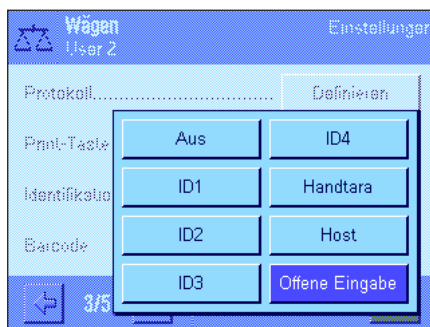 Wägen
Einstellungen
User 2
Protokoll
Definieren
Print-Taste
Aus
ID4
ID1
Handtara
Barcode
ID2
Host
ID3
Offene Eingabe
3/5